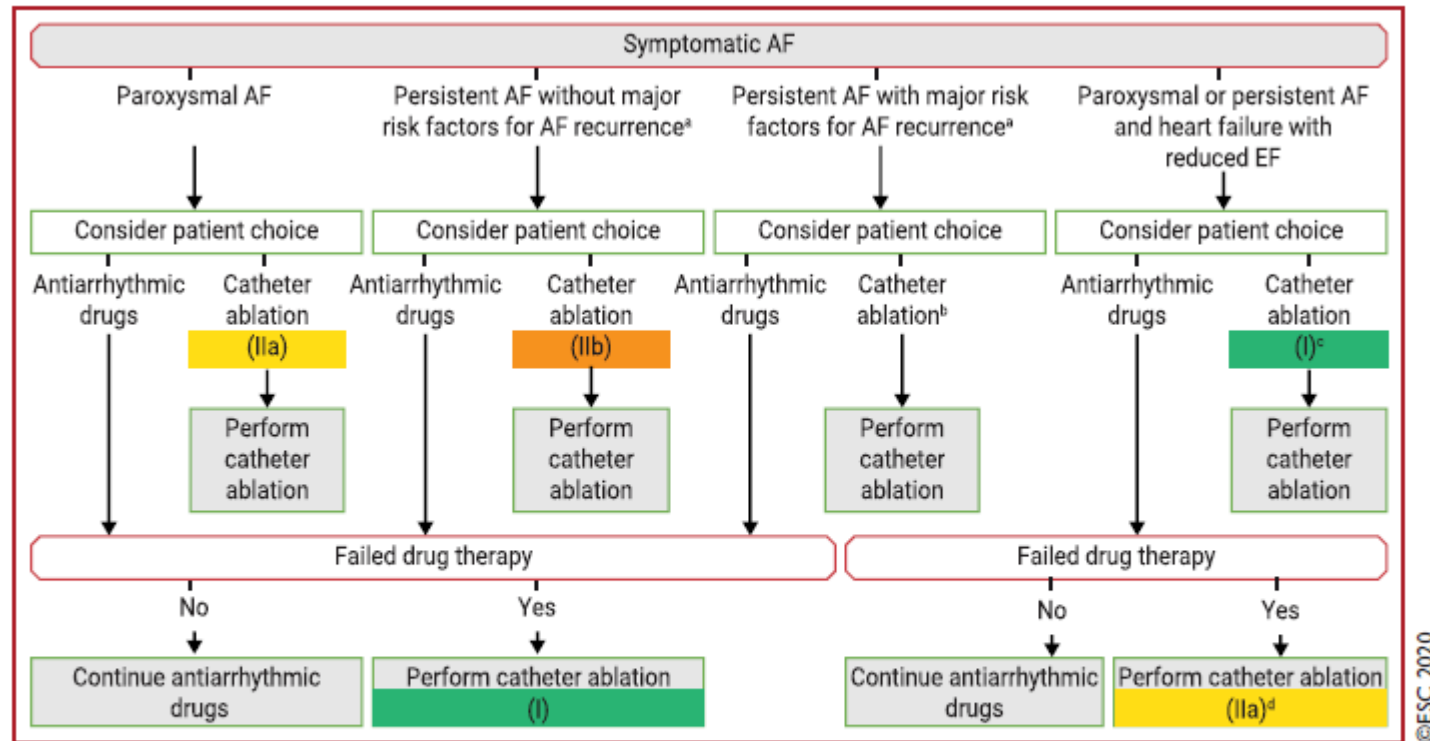 Symptomatic AF
Paroxysmal AF
Persistent AF without major
risk factors for AF recurrenceᵃ
Persistent AF with major risk
factors for AF recurrenceᵃ
Paroxysmal or persistent AF
and heart failure with
reduced EF
Consider patient choice
Consider patient choice
Consider patient choice
Consider patient choice
Antiarrhythmic
drugs
Catheter
ablation
(IIa)
Antiarrhythmic
drugs
Catheter
ablation
(IIb)
Antiarrhythmic
drugs
Catheter
ablationᵇ
Antiarrhythmic
drugs
Catheter
ablation
(I)ᶜ
Perform
catheter
ablation
Perform
catheter
ablation
Perform
catheter
ablation
Perform
catheter
ablation
Failed drug therapy
Failed drug therapy
No
Yes
No
Yes
Continue antiarrhythmic
drugs
Perform catheter ablation
(I)
Continue antiarrhythmic
drugs
Perform catheter ablation
(IIa)ᵈ
©ESC 2020